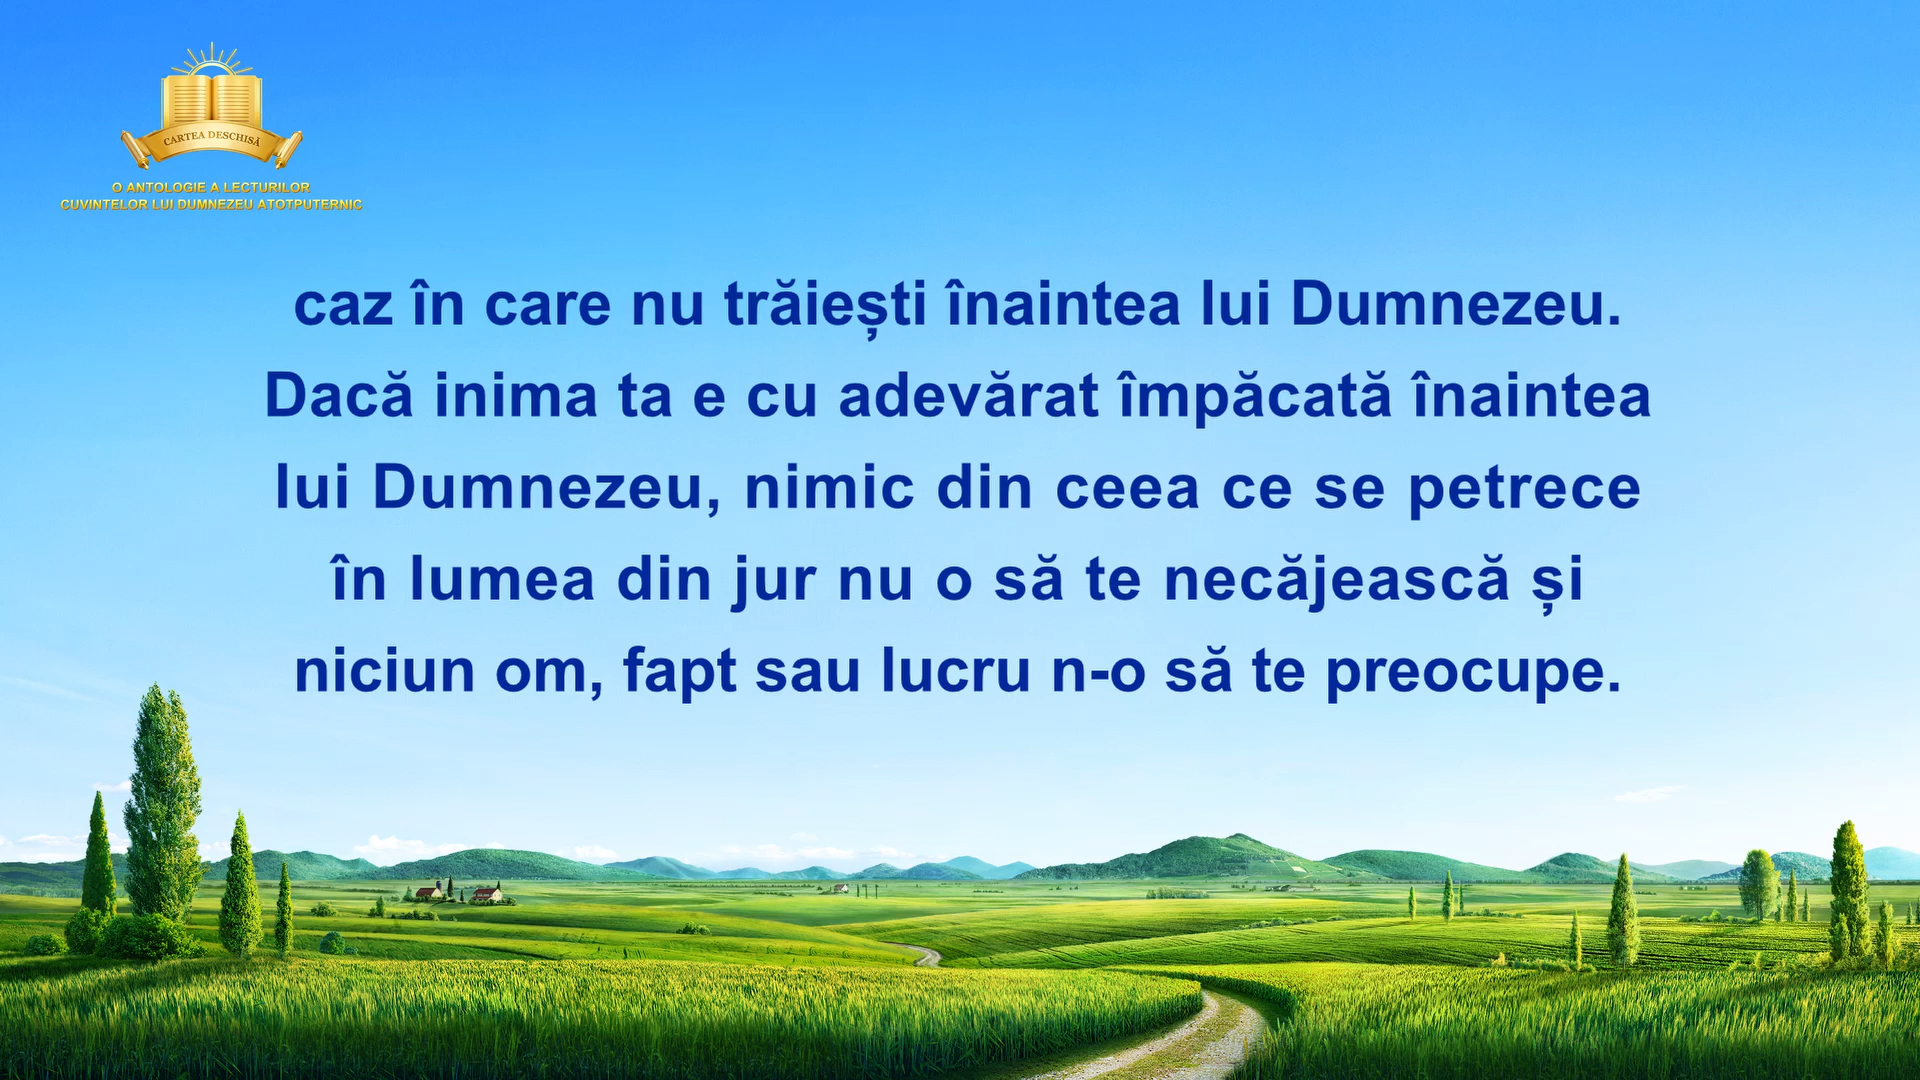 CARTEA DESCHISĂ
O ANTOLOGIE A LECTURILOR
CUVINTELOR LUI DUMNEZEU ATOTPUTERNIC
caz în care nu trăiești înaintea lui Dumnezeu.
Dacă inima ta e cu adevărat împăcată înaintea
lui Dumnezeu, nimic din ceea ce se petrece
în lumea din jur nu o să te necăjească și
niciun om, fapt sau lucru n-o să te preocupe.